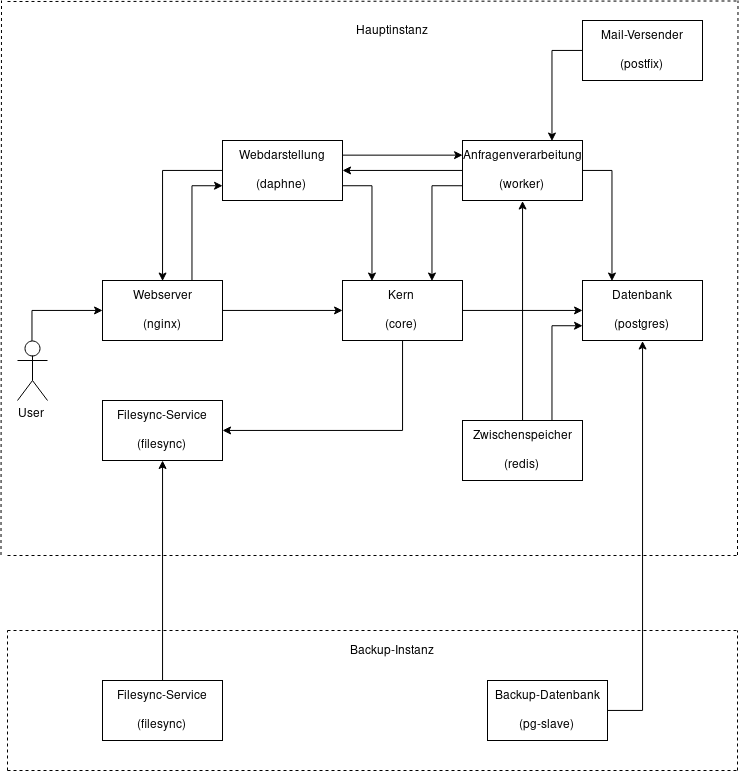 Hauptinstanz
Mail-Versender
(postfix)
Webdarstellung
(daphne)
Anfragenverarbeitung
(worker)
Webserver
(nginx)
Kern
(core)
Datenbank
(postgres)
User
Filesync-Service
(filesync)
Zwischenspeicher
(redis)
Backup-Instanz
Filesync-Service
(filesync)
Backup-Datenbank
(pg-slave)